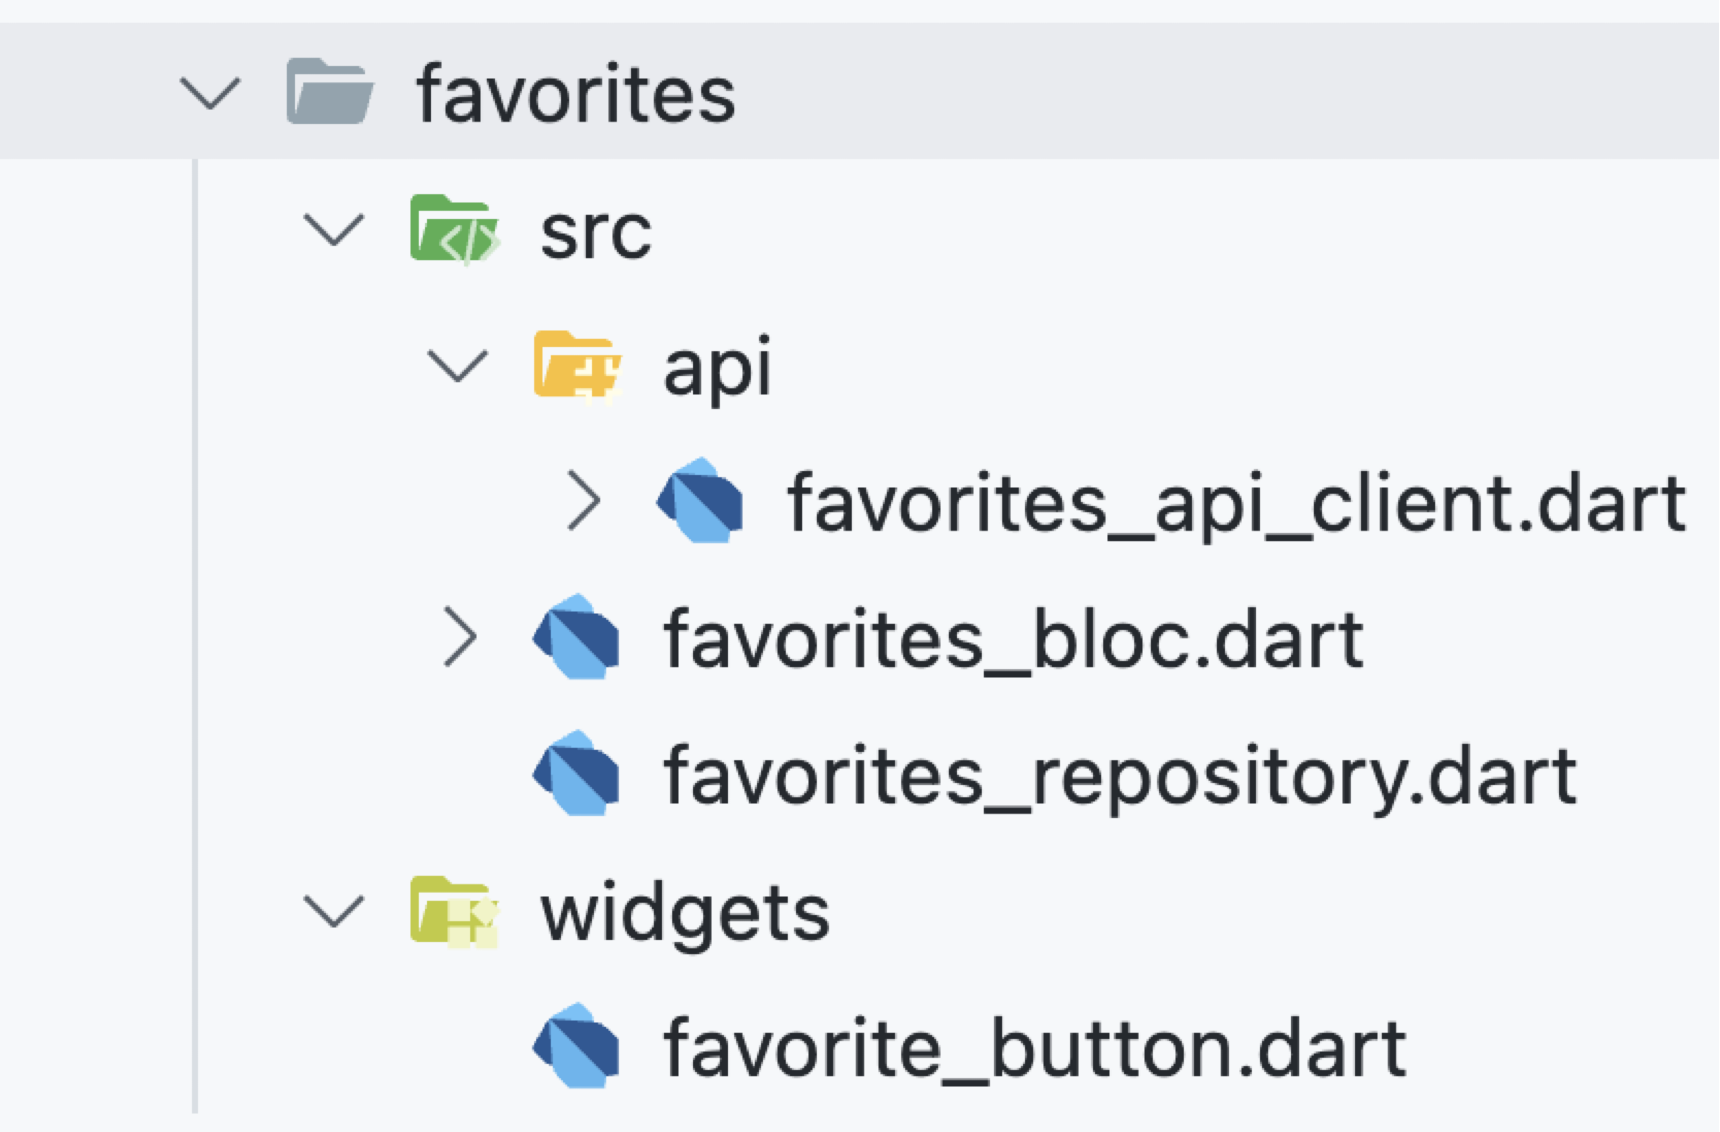 favorites
src
api
favorites_api_client.dart
favorites_bloc.dart
favorites_repository.dart
widgets
favorite_button.dart